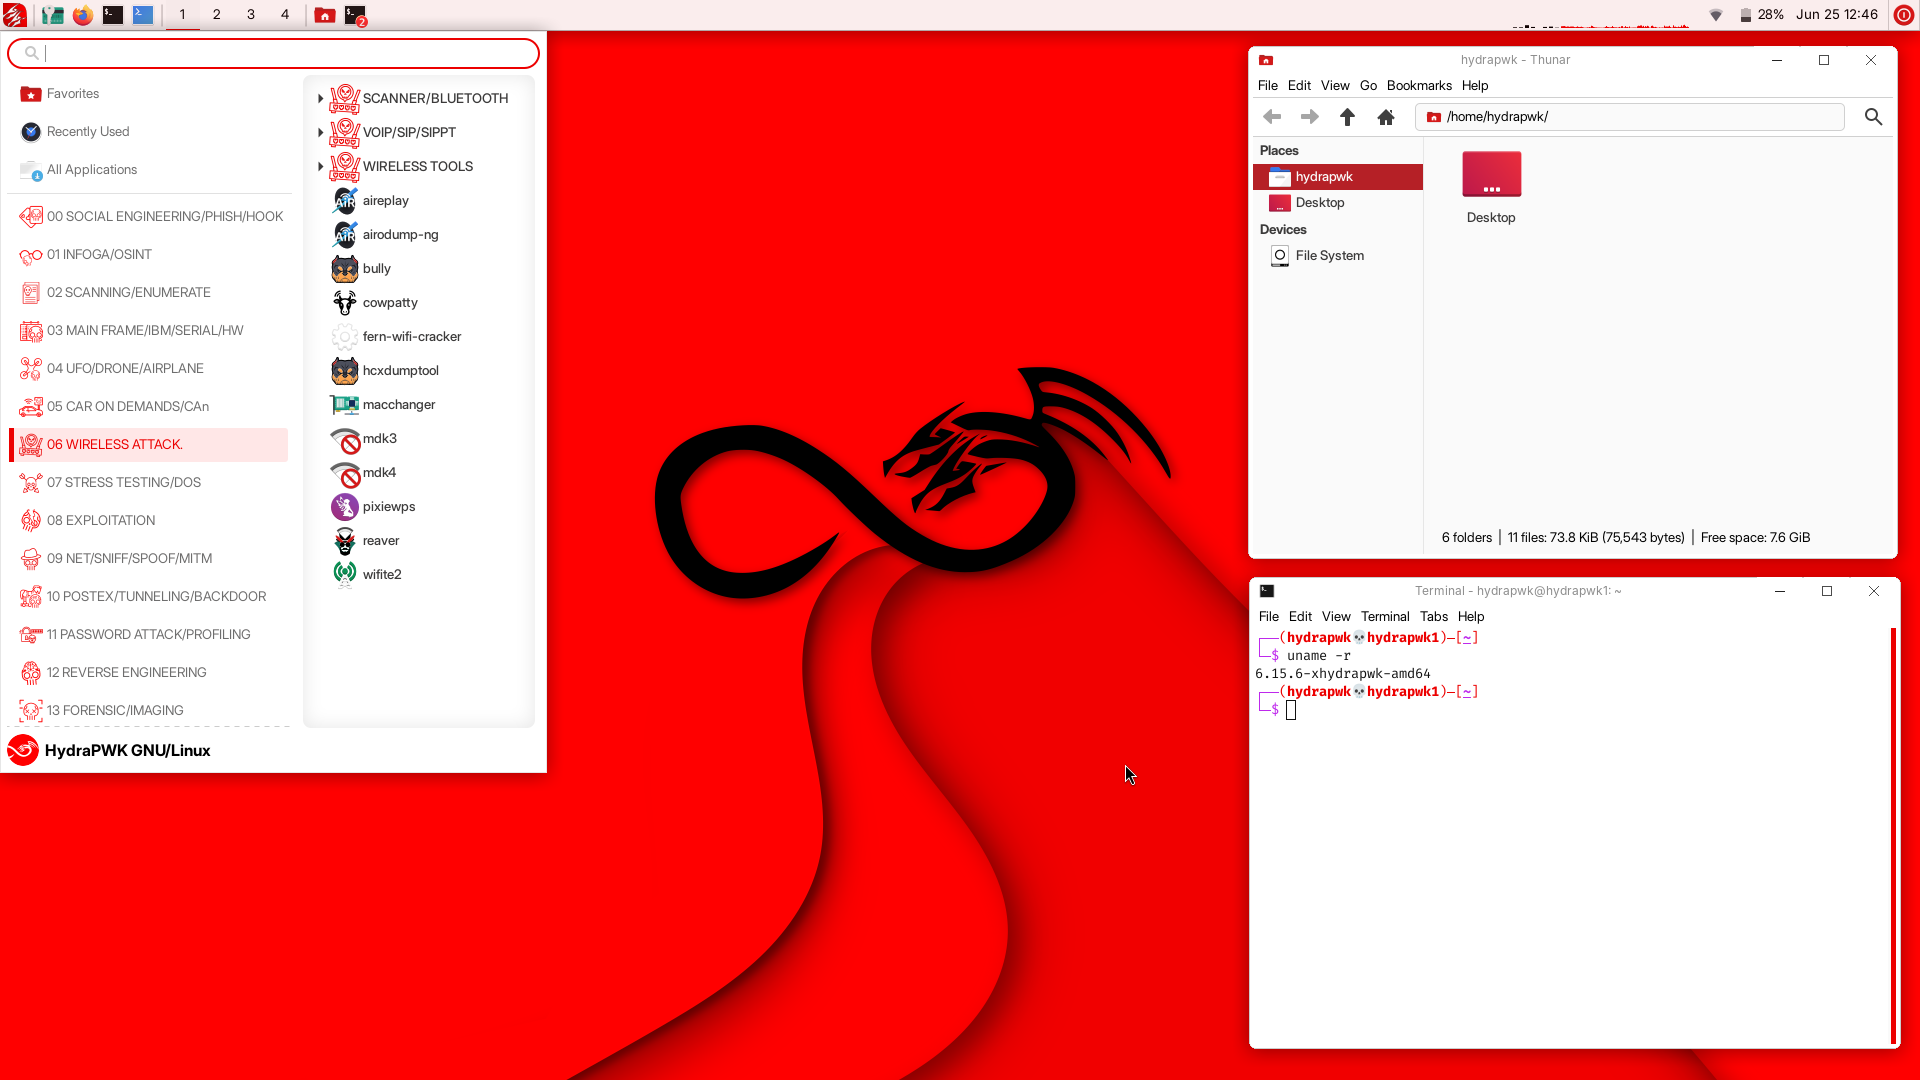 1 2 3 4
2
28% Jun 25 12:46
Favorites
Recently Used
All Applications
00 SOCIAL ENGINEERING/PHISH/HOOK
01 INFOGA/OSINT
02 SCANNING/ENUMERATE
03 MAIN FRAME/IBM/SERIAL/HW
04 UFO/DRONE/AIRPLANE
05 CAR ON DEMANDS/CAn
06 WIRELESS ATTACK.
07 STRESS TESTING/DOS
08 EXPLOITATION
09 NET/SNIFF/SPOOF/MITM
10 POSTEX/TUNNELING/BACKDOOR
11 PASSWORD ATTACK/PROFILING
12 REVERSE ENGINEERING
13 FORENSIC/IMAGING
HydraPWK GNU/Linux
SCANNER/BLUETOOTH
VOIP/SIP/SIPPT
WIRELESS TOOLS
aireplay
airodump-ng
bully
cowpatty
fern-wifi-cracker
hcxdumptool
macchanger
mdk3
mdk4
pixiewps
reaver
wifite2
hydrapwk - Thunar
File Edit View Go Bookmarks Help
/home/hydrapwk/
Places
hydrapwk
Desktop
Devices
File System
Desktop
6 folders | 11 files: 73.8 KiB (75,543 bytes) | Free space: 7.6 GiB
Terminal - hydrapwk@hydrapwk1: ~
File Edit View Terminal Tabs Help
┌──(hydrapwk💀hydrapwk1)-[~]
└─$ uname -r
6.15.6-xhydrapwk-amd64
┌──(hydrapwk💀hydrapwk1)-[~]
└─$